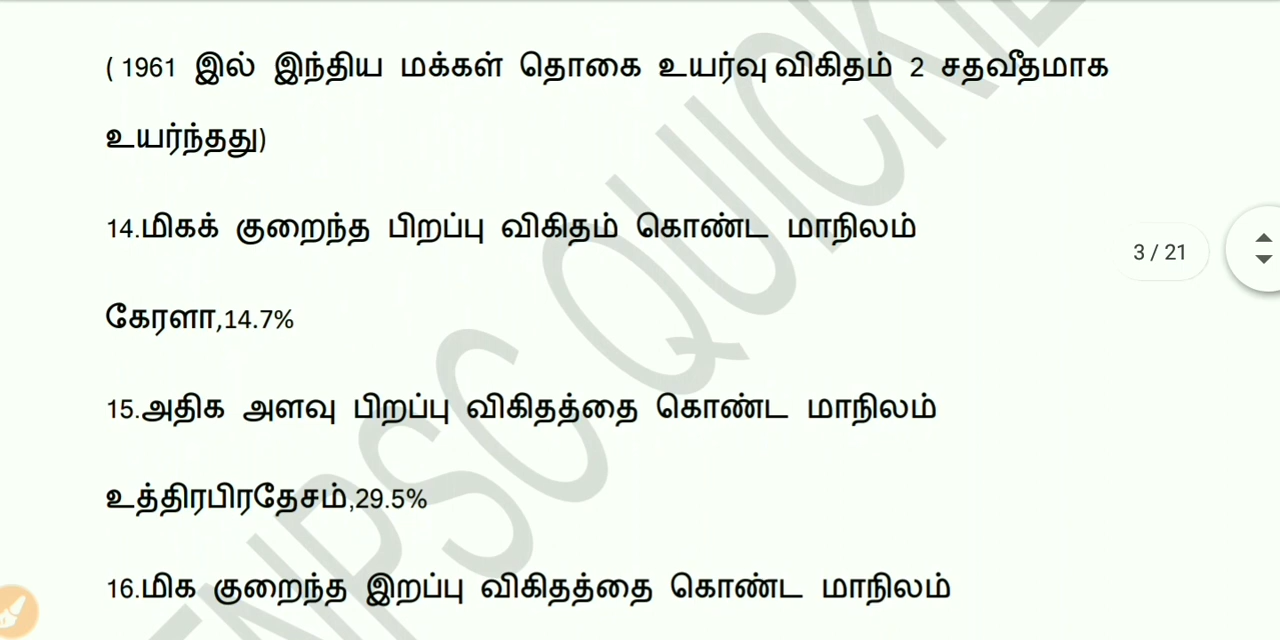 ( 1961 இல் இந்திய மக்கள் தொகை உயர்வு விகிதம் 2 சதவீதமாக
உயர்ந்தது)
14.மிகக் குறைந்த பிறப்பு விகிதம் கொண்ட மாநிலம்
3 / 21
கேரளா,14.7%
15.அதிக அளவு பிறப்பு விகிதத்தை கொண்ட மாநிலம்
உத்திரபிரதேசம்,29.5%
16.மிக குறைந்த இறப்பு விகிதத்தை கொண்ட மாநிலம்
TNPSC QUICKIE